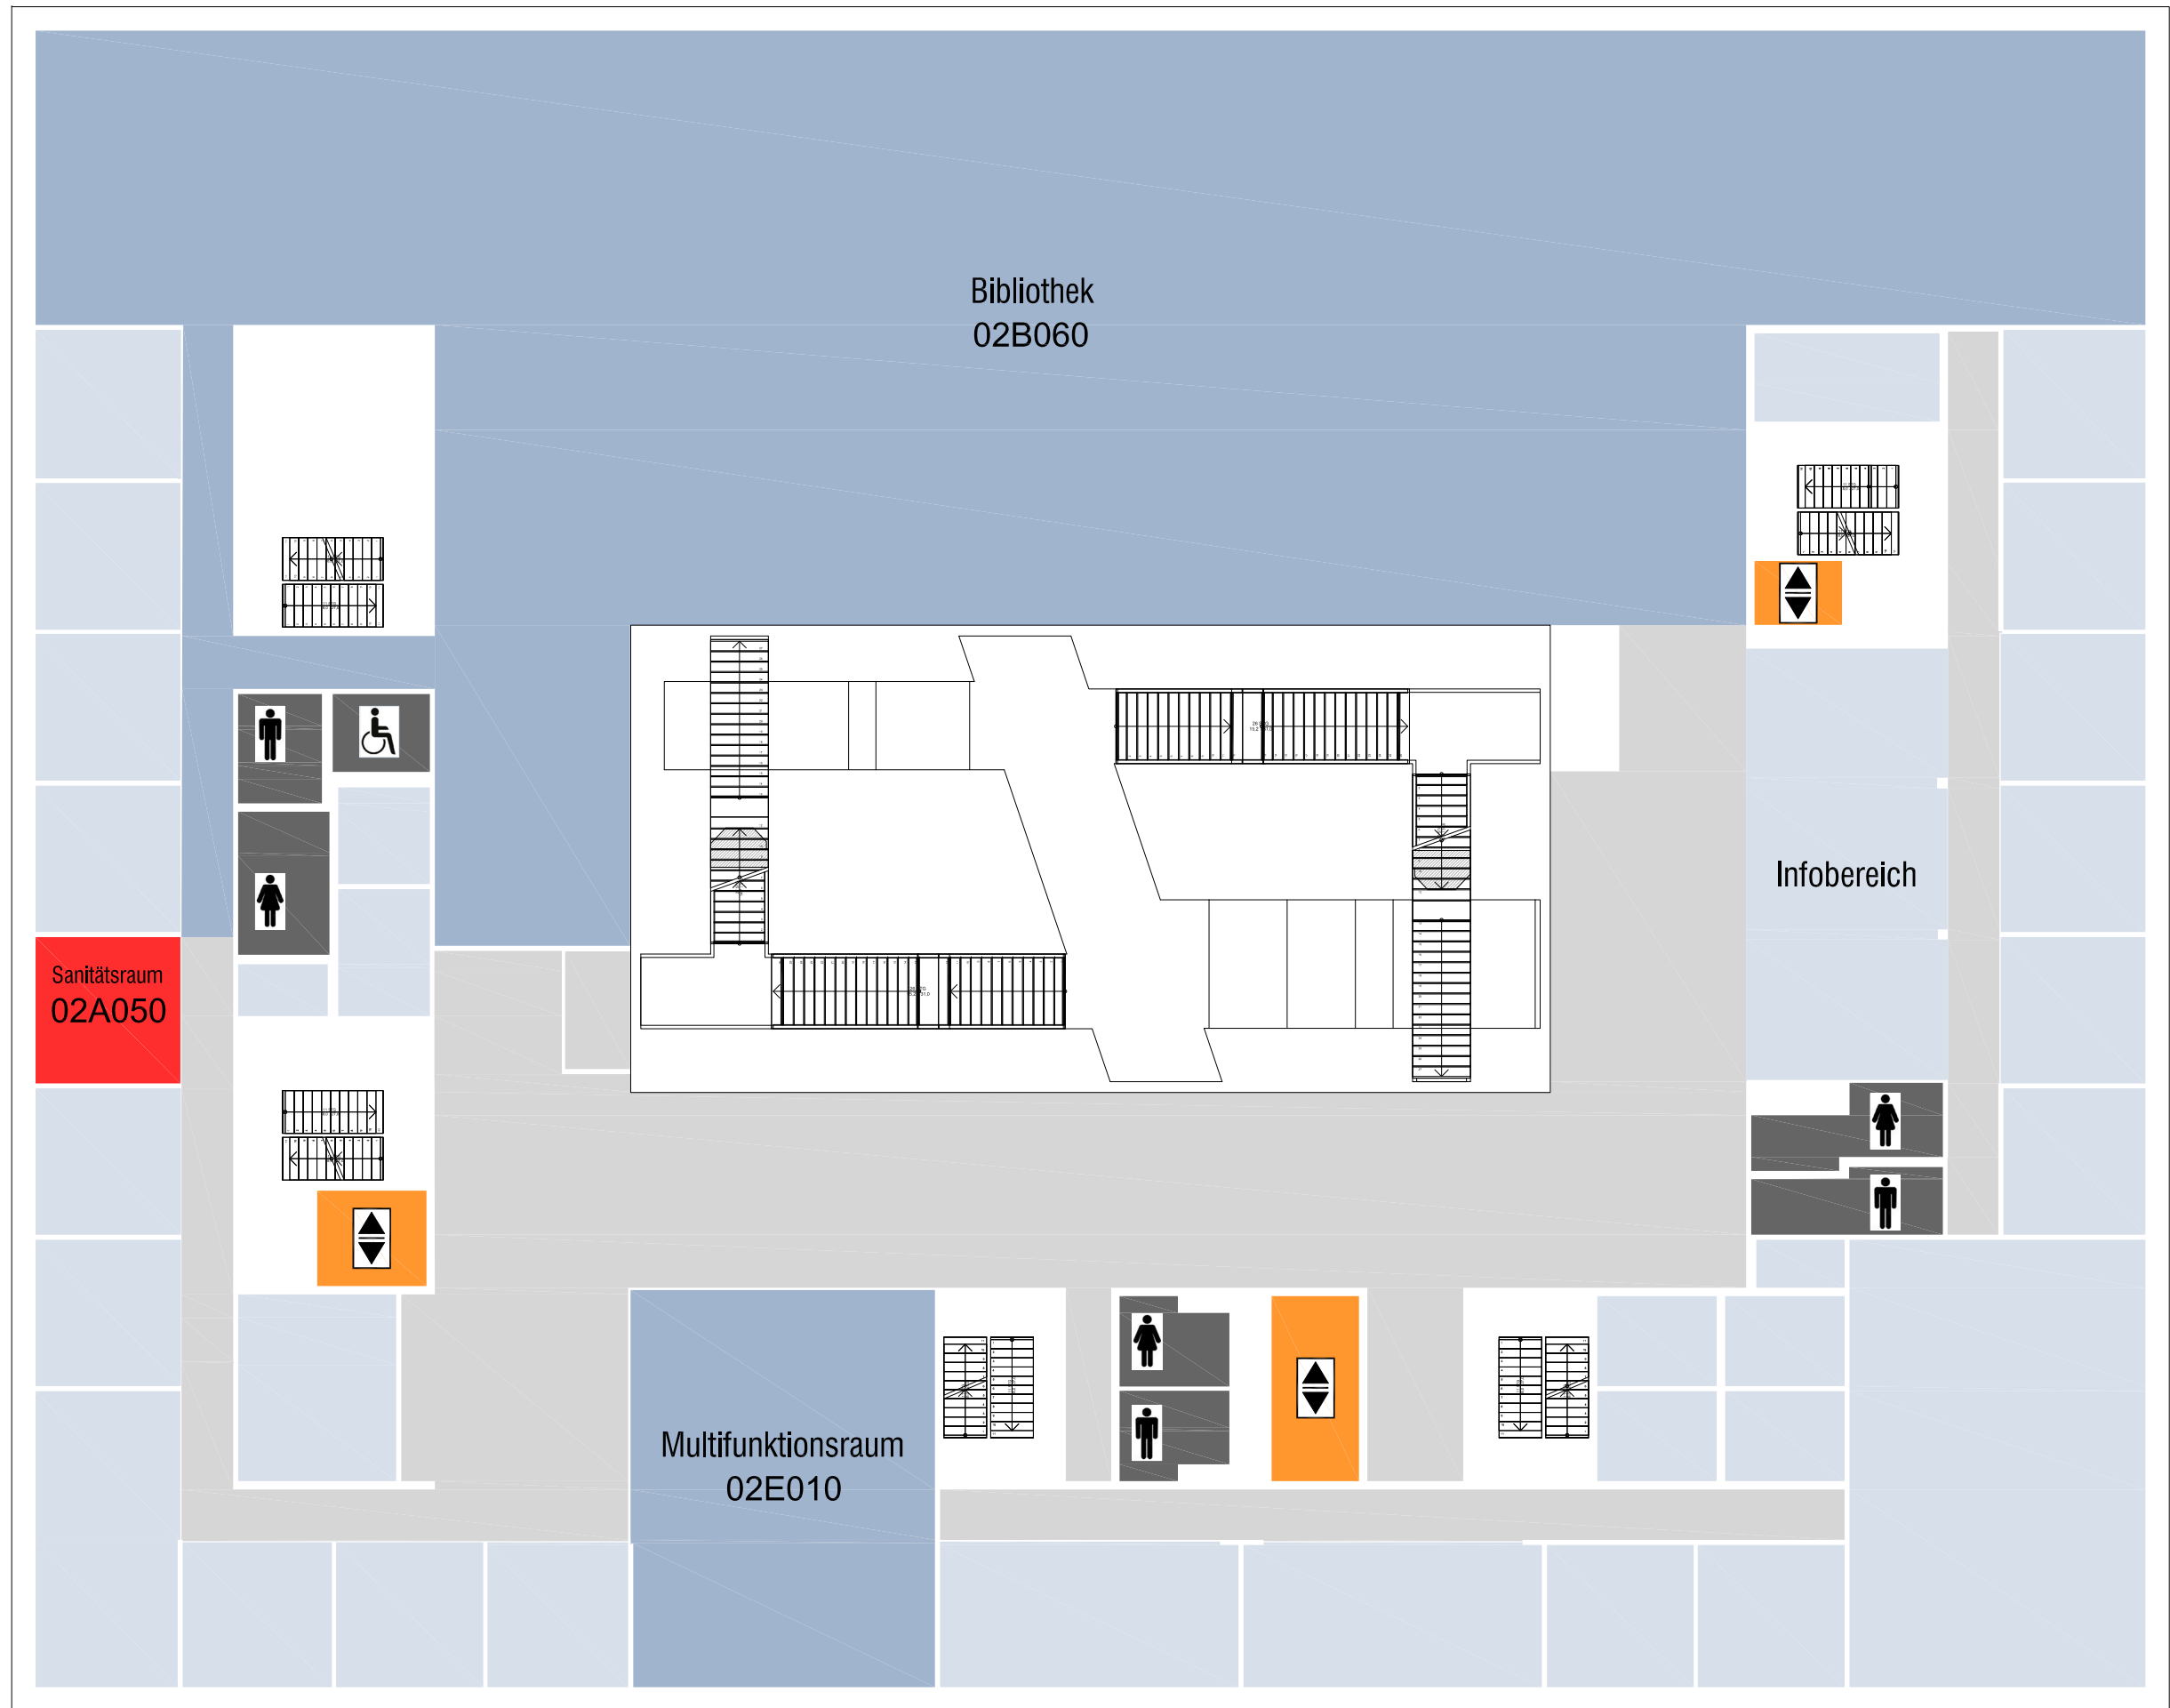 Bibliothek
02B060
Infobereich
Sanitätsraum
02A050
Multifunktionsraum
02E010